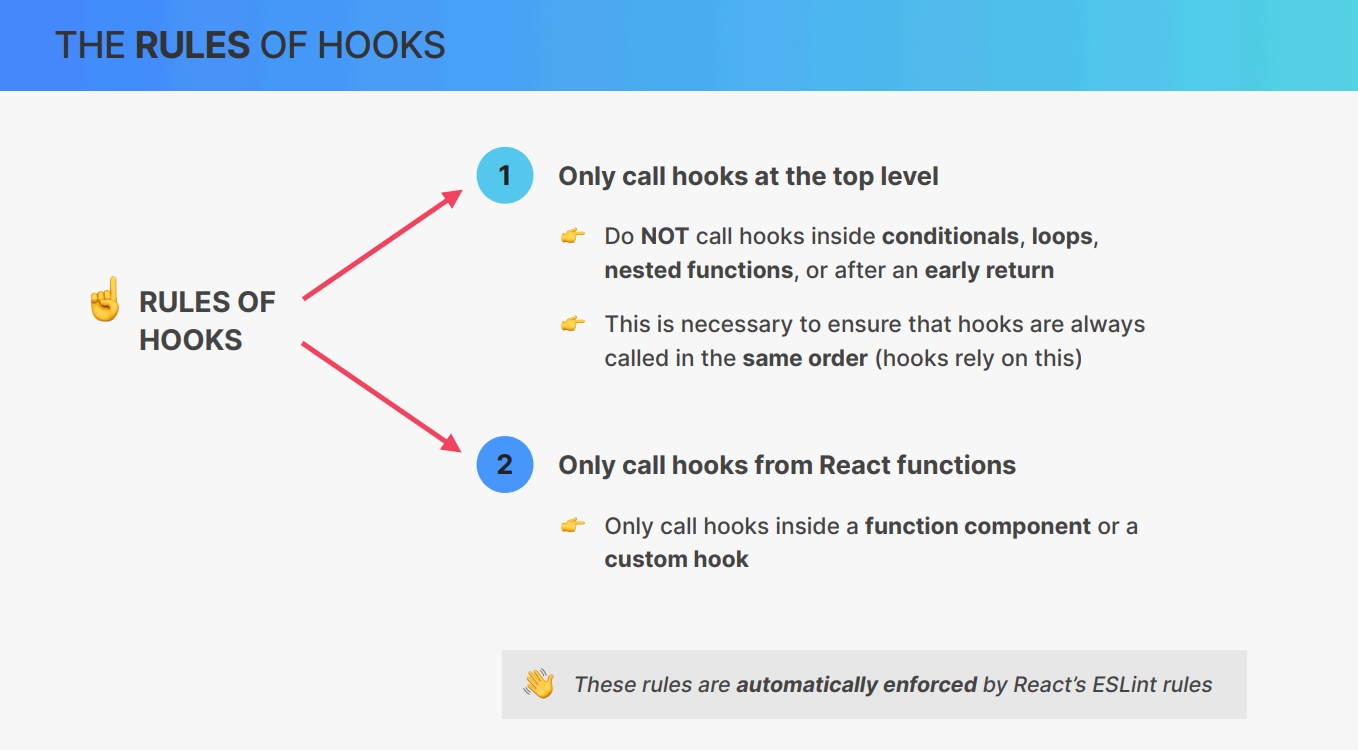 THE RULES OF HOOKS
RULES OF
HOOKS
1
Only call hooks at the top level
Do NOT call hooks inside conditionals, loops,
nested functions, or after an early return
This is necessary to ensure that hooks are always
called in the same order (hooks rely on this)
2
Only call hooks from React functions
Only call hooks inside a function component or a
custom hook
These rules are automatically enforced by React’s ESLint rules